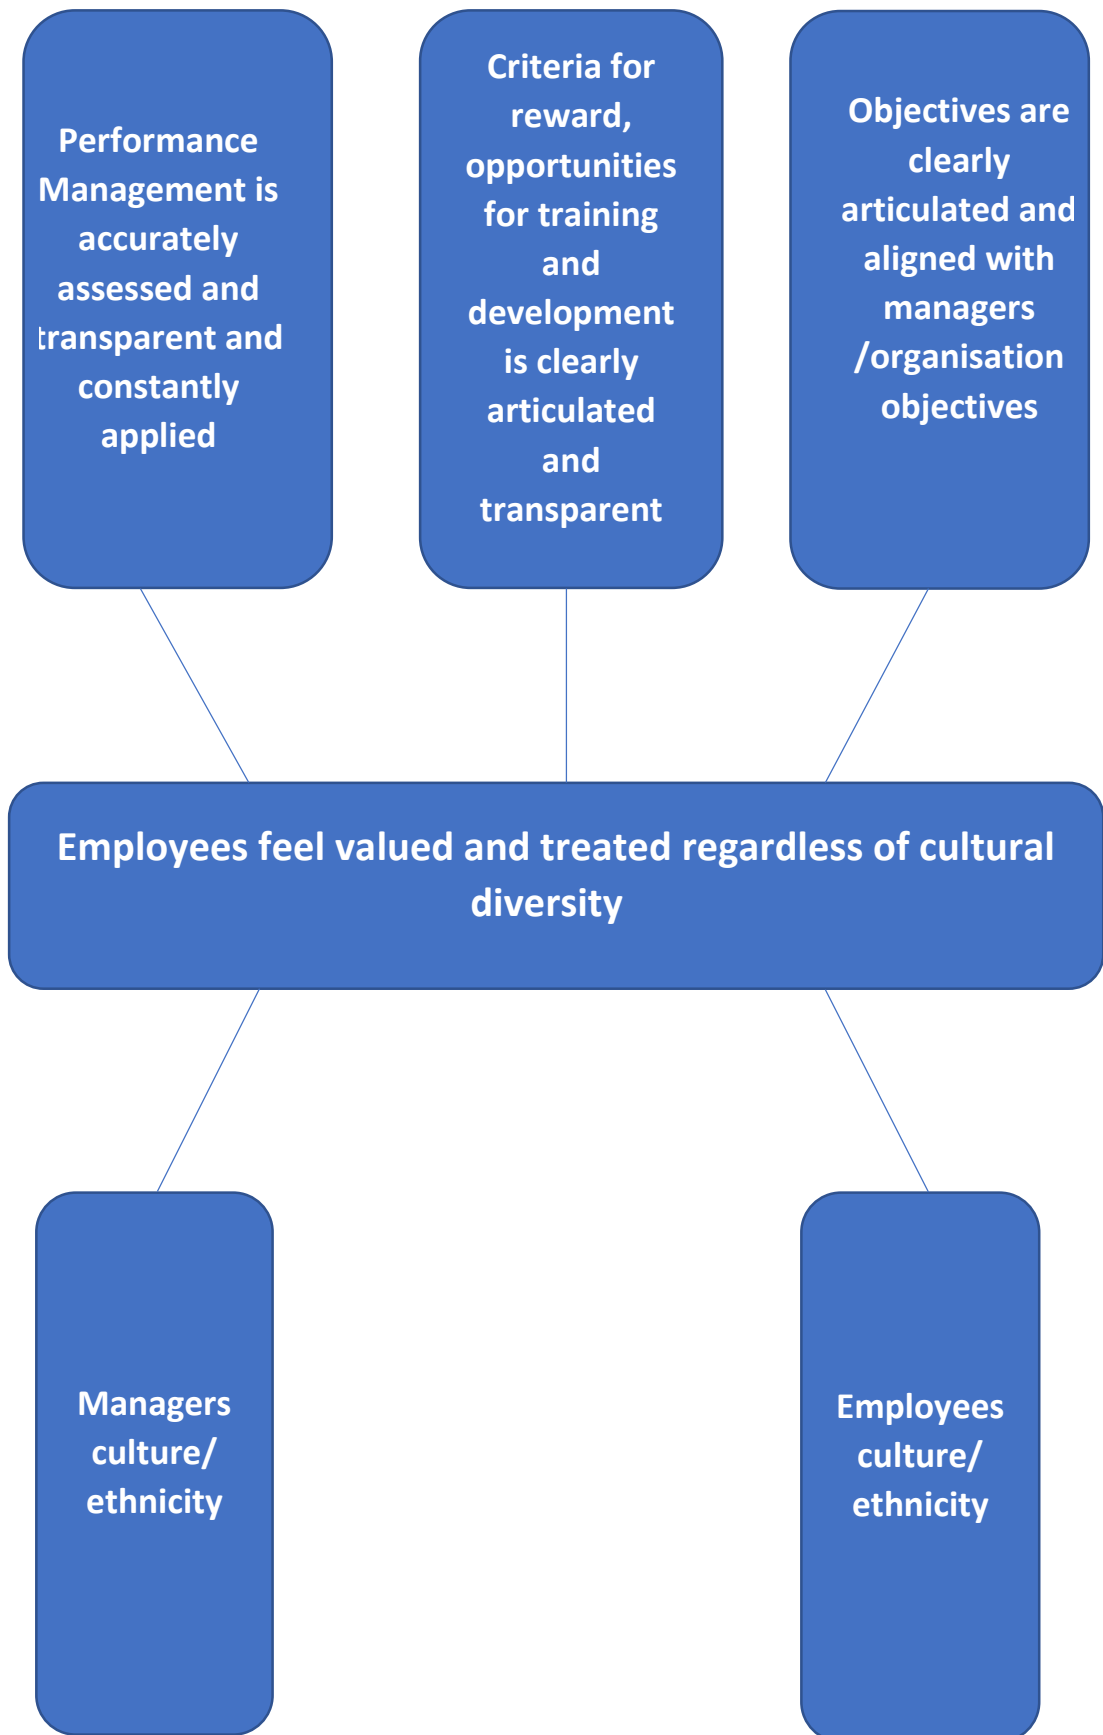 Performance
Management is
accurately
assessed and
transparent and
constantly
applied
Criteria for
reward,
opportunities
for training
and
development
is clearly
articulated
and
transparent
Objectives are
clearly
articulated and
aligned with
managers
/organisation
objectives
Employees feel valued and treated regardless of cultural
diversity
Managers
culture/
ethnicity
Employees
culture/
ethnicity